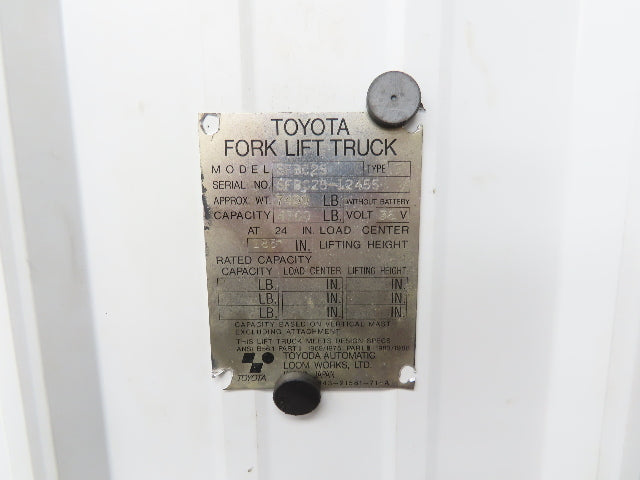 TOYOTA
FORK LIFT TRUCK
MODEL TYPE
SERIAL NO.
APPROX. WT. LB WITHOUT BATTERY
CAPACITY LB. VOLT V
AT 24 IN. LOAD CENTER
IN. LIFTING HEIGHT
RATED CAPACITY
CAPACITY LOAD CENTER LIFTING HEIGHT
LB. IN. IN.
LB. IN. IN.
LB. IN. IN.
CAPACITY BASED ON VERTICAL MAST
EXCLUDING ATTACHMENT
THIS LIFT TRUCK MEETS DESIGN SPECS
TOYODA AUTOMATIC
LOOM WORKS, LTD.
TOYOTA JAPAN